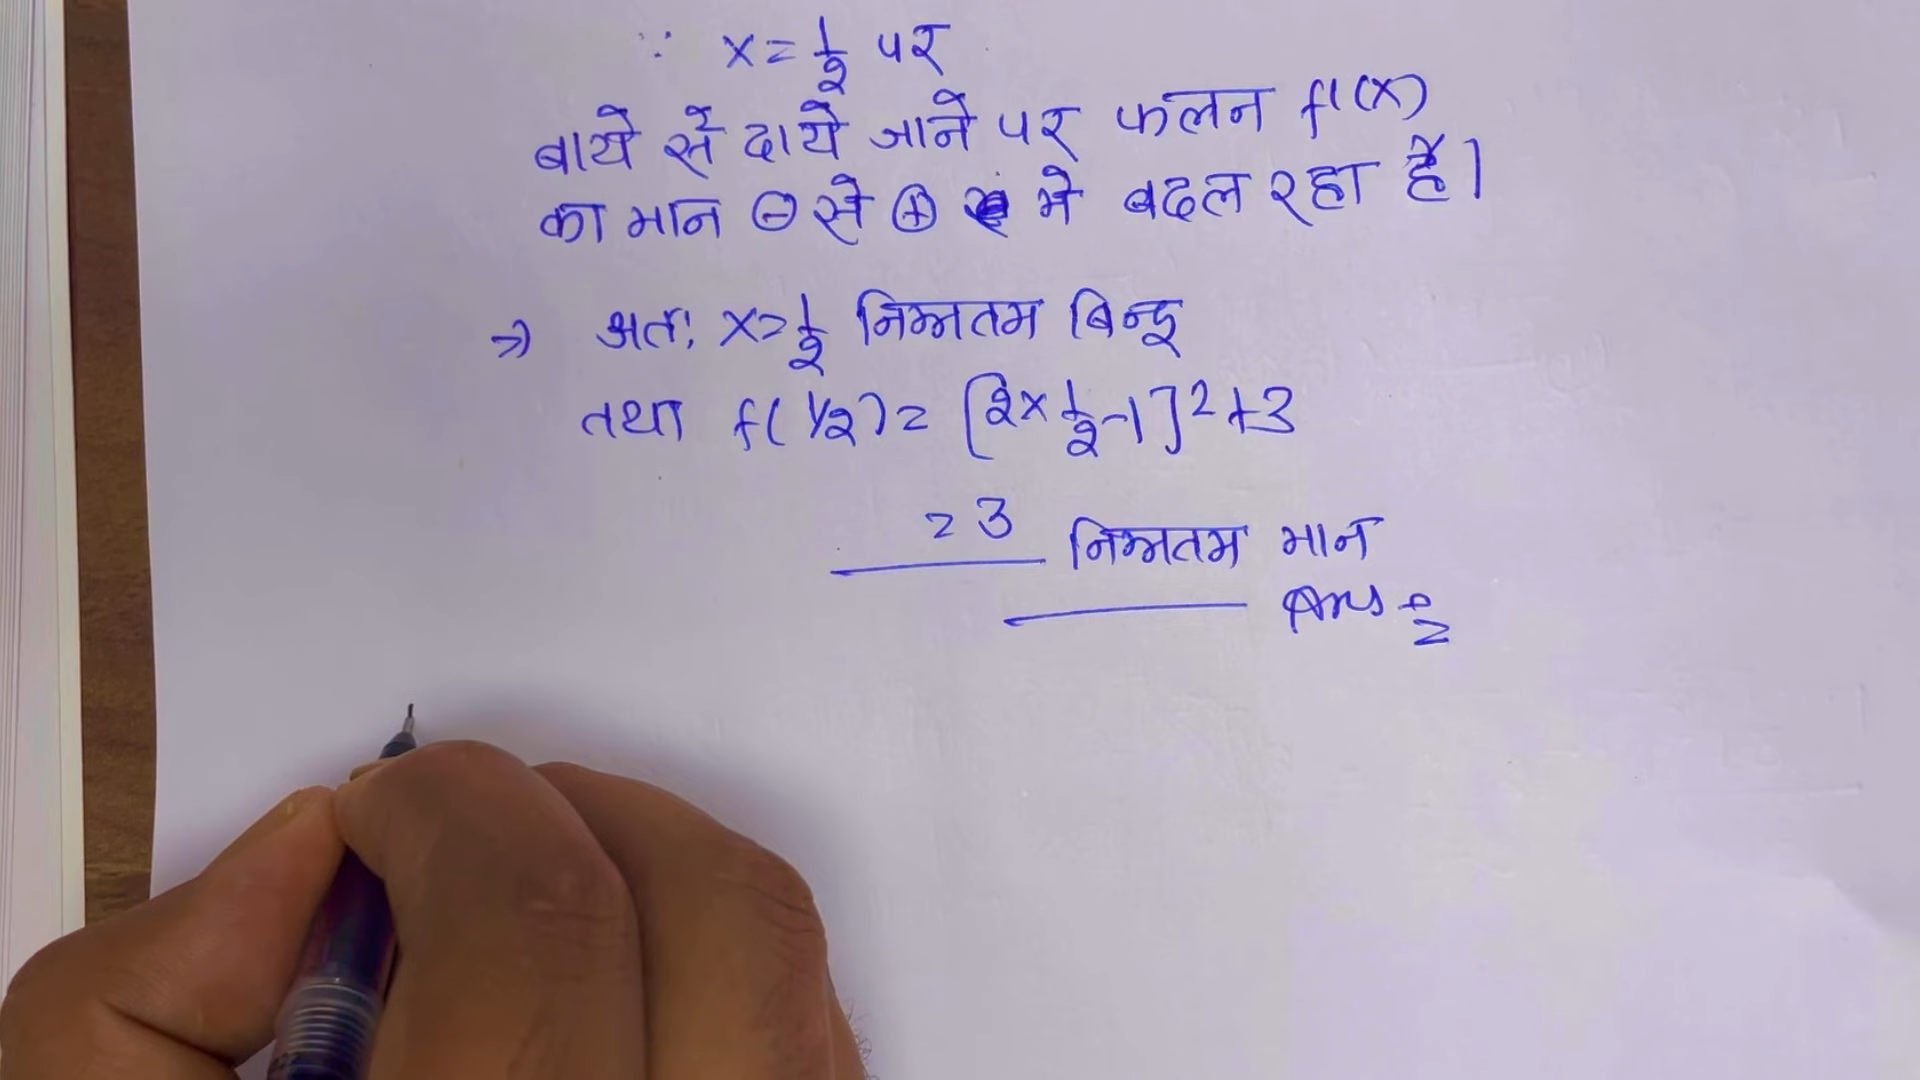 ∵ x = 1/2 पर
बायें से दायें जाने पर फलन f'(x)
का मान ⊖ से ⊕ मे बदल रहा है।
⇒ अतः x = 1/2 निम्नतम बिन्दु
तथा f(1/2) = [2 × 1/2 - 1]² + 3
= 3 निम्नतम मान
Ans